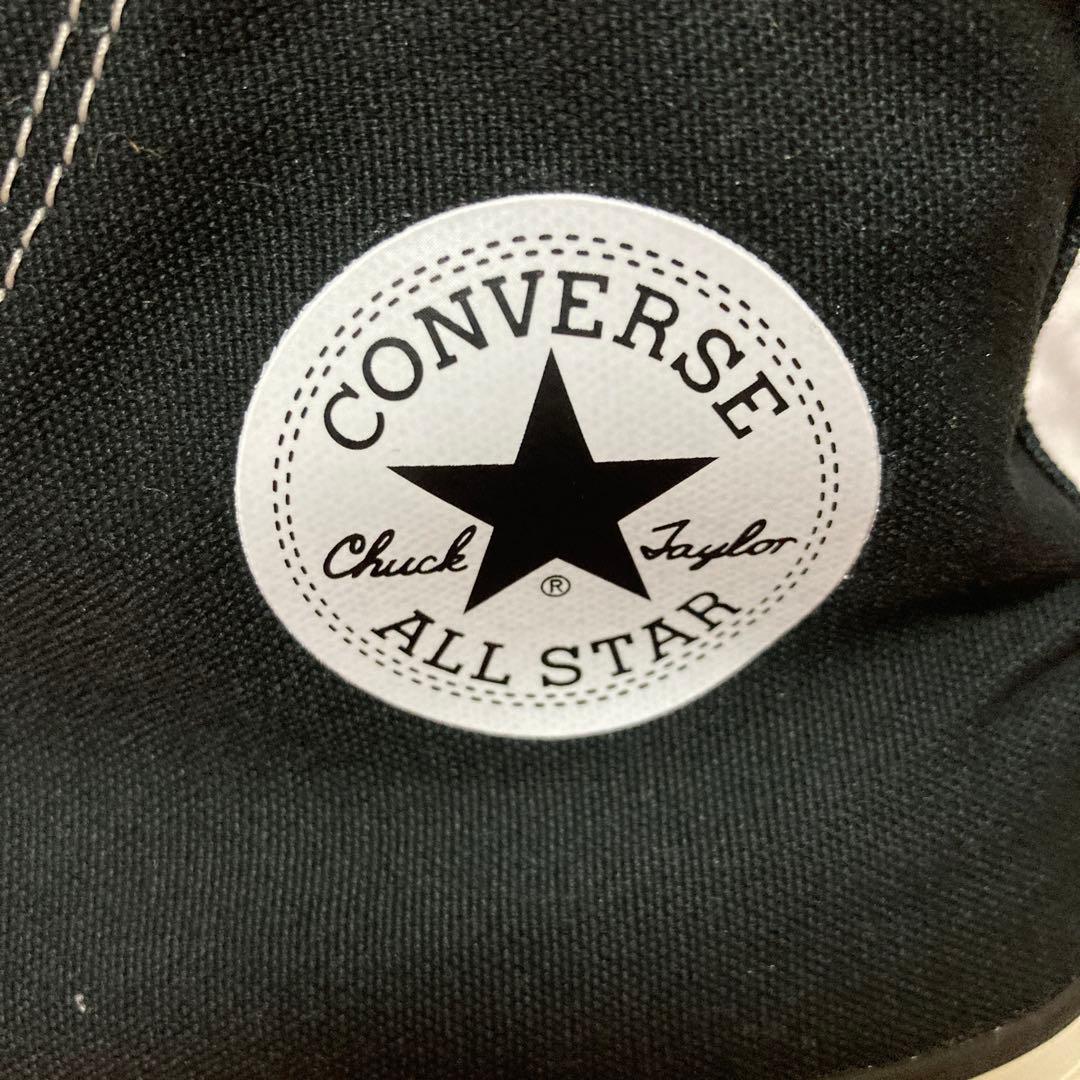 CONVERSE
Chuck Taylor
®
ALL STAR